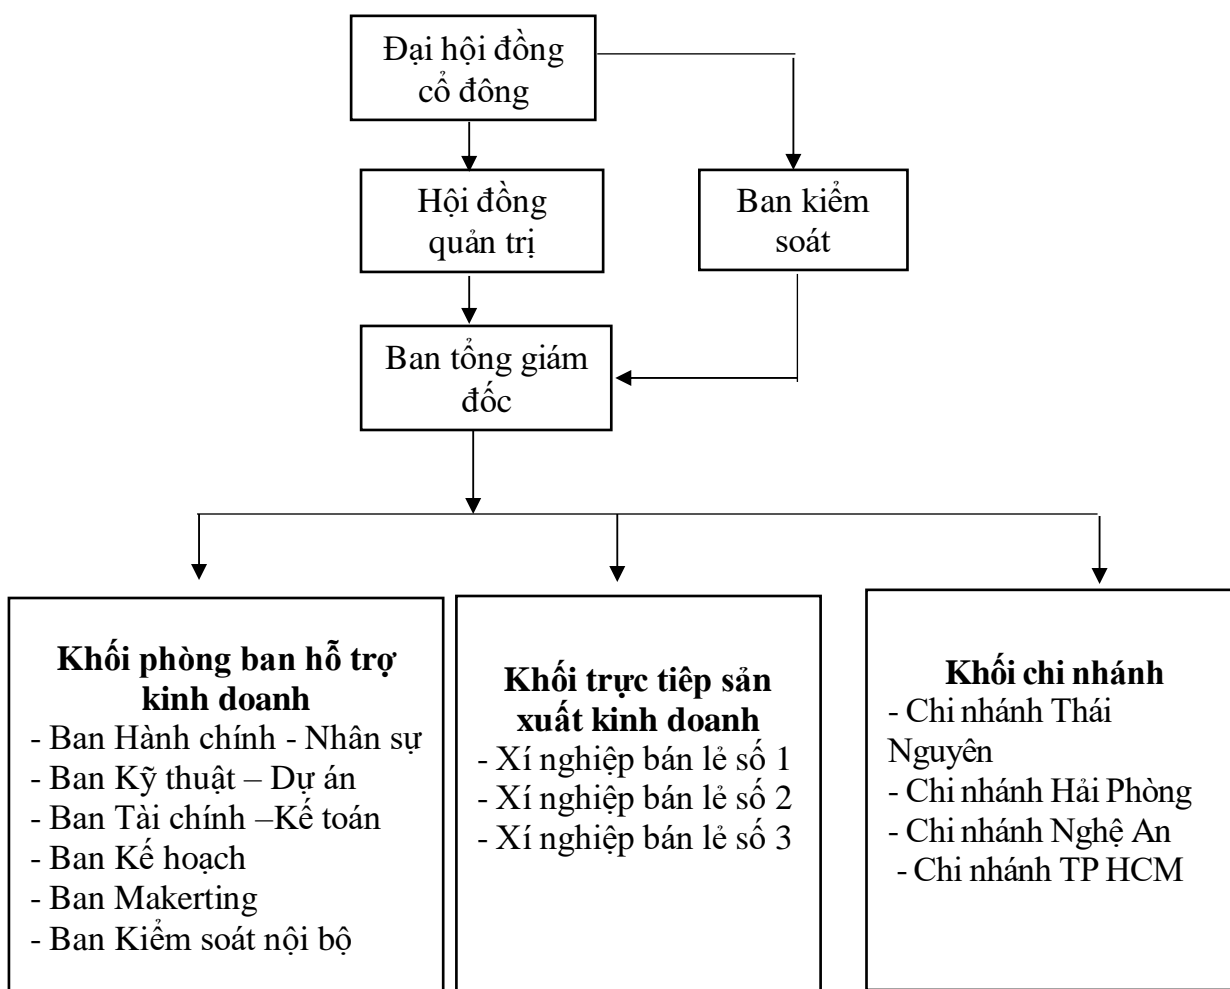 Đại hội đồng
cổ đông
Hội đồng
quản trị
Ban kiểm
soát
Ban tổng giám
đốc
Khối phòng ban hỗ trợ
kinh doanh
- Ban Hành chính - Nhân sự
- Ban Kỹ thuật – Dự án
- Ban Tài chính –Kế toán
- Ban Kế hoạch
- Ban Makerting
- Ban Kiểm soát nội bộ
Khối trực tiêp sản
xuất kinh doanh
- Xí nghiệp bán lẻ số 1
- Xí nghiệp bán lẻ số 2
- Xí nghiệp bán lẻ số 3
Khối chi nhánh
- Chi nhánh Thái
Nguyên
- Chi nhánh Hải Phòng
- Chi nhánh Nghệ An
- Chi nhánh TP HCM